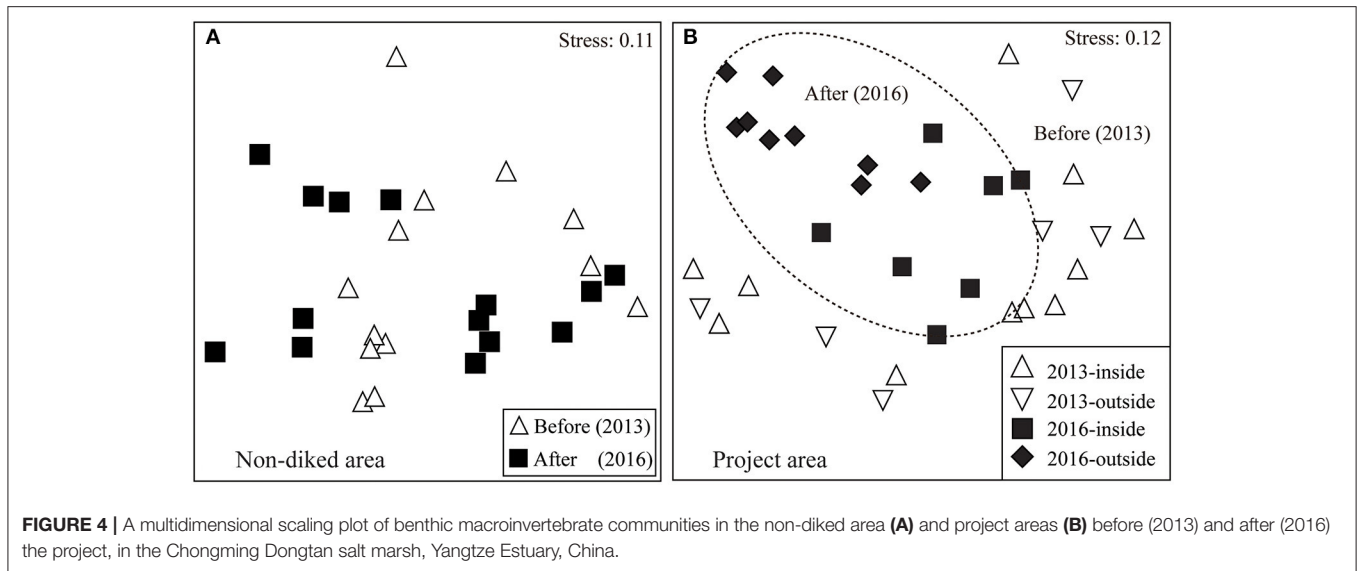 A
Stress: 0.11
Non-diked area
Before (2013)
After (2016)
B
Stress: 0.12
After (2016)
Before (2013)
Project area
2013-inside
2013-outside
2016-inside
2016-outside
FIGURE 4 | A multidimensional scaling plot of benthic macroinvertebrate communities in the non-diked area (A) and project areas (B) before (2013) and after (2016)
the project, in the Chongming Dongtan salt marsh, Yangtze Estuary, China.